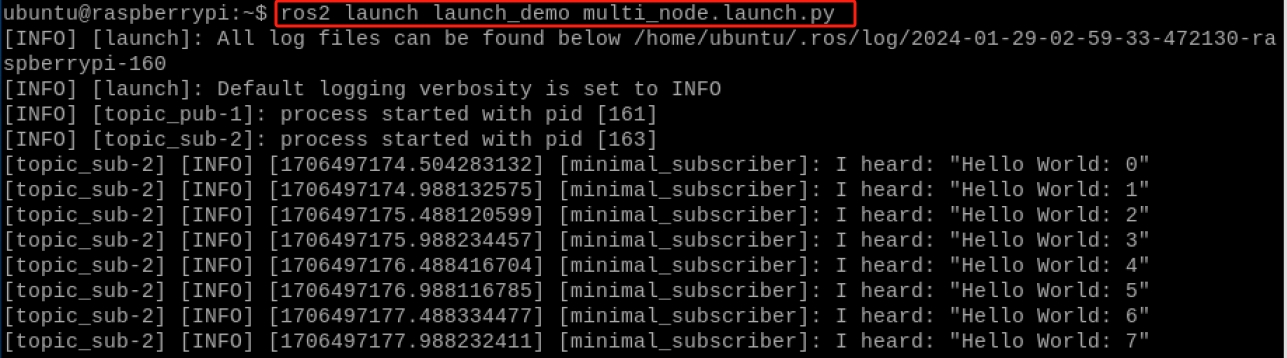 ubuntu@raspberrypi:~$ ros2 launch launch_demo multi_node.launch.py
[INFO] [launch]: All log files can be found below /home/ubuntu/.ros/log/2024-01-29-02-59-33-472130-ra
spberrypi-160
[INFO] [launch]: Default logging verbosity is set to INFO
[INFO] [topic_pub-1]: process started with pid [161]
[INFO] [topic_sub-2]: process started with pid [163]
[topic_sub-2] [INFO] [1706497174.504283132] [minimal_subscriber]: I heard: "Hello World: 0"
[topic_sub-2] [INFO] [1706497174.988132575] [minimal_subscriber]: I heard: "Hello World: 1"
[topic_sub-2] [INFO] [1706497175.488120599] [minimal_subscriber]: I heard: "Hello World: 2"
[topic_sub-2] [INFO] [1706497175.988234457] [minimal_subscriber]: I heard: "Hello World: 3"
[topic_sub-2] [INFO] [1706497176.488416704] [minimal_subscriber]: I heard: "Hello World: 4"
[topic_sub-2] [INFO] [1706497176.988116785] [minimal_subscriber]: I heard: "Hello World: 5"
[topic_sub-2] [INFO] [1706497177.488334477] [minimal_subscriber]: I heard: "Hello World: 6"
[topic_sub-2] [INFO] [1706497177.988232411] [minimal_subscriber]: I heard: "Hello World: 7"